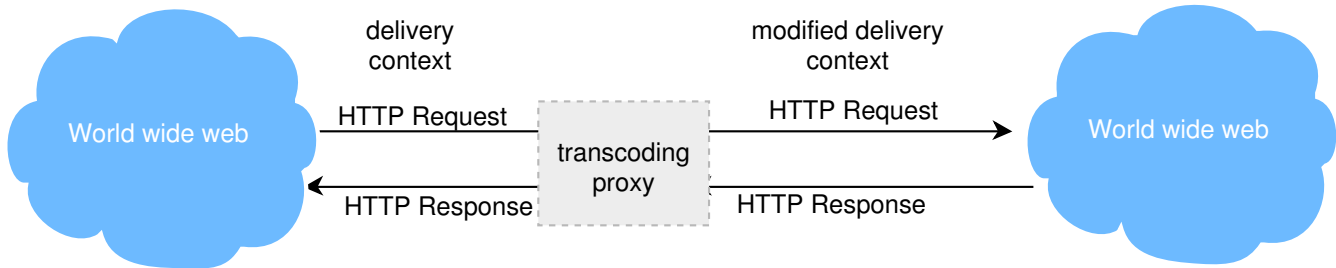 delivery
context
modified delivery
context
HTTP Request
HTTP Request
World wide web
transcoding
proxy
World wide web
HTTP Response
HTTP Response